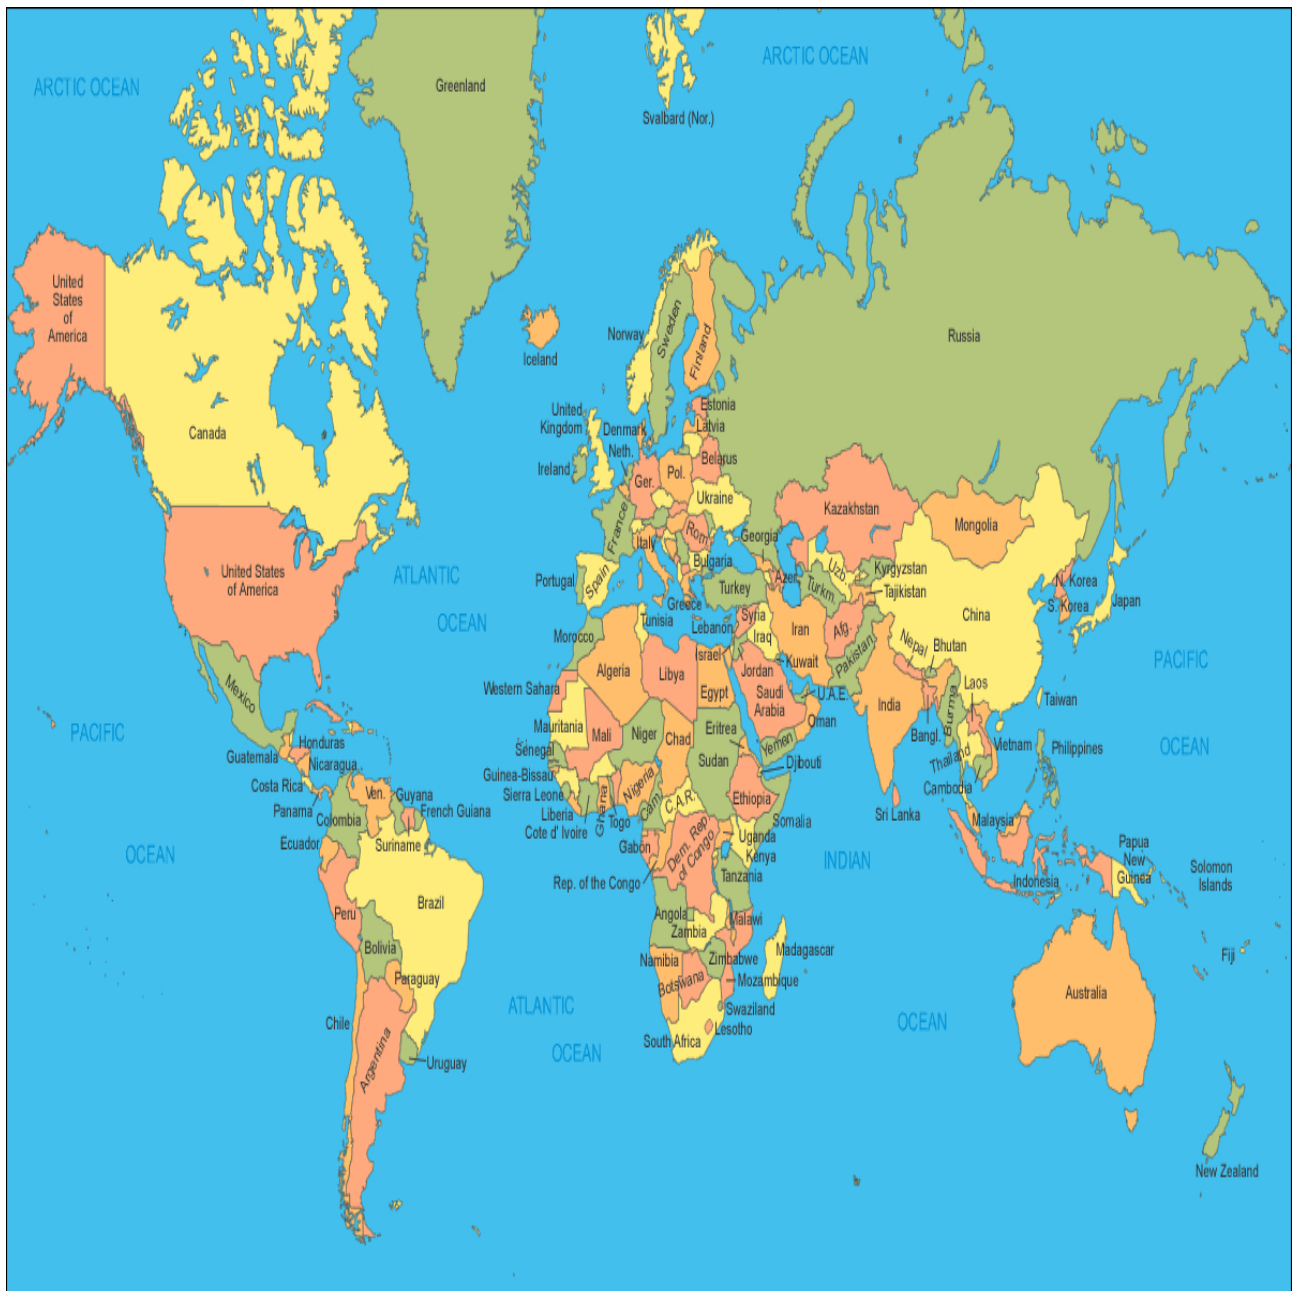 ARCTIC OCEAN
ARCTIC OCEAN
Greenland
Svalbard (Nor.)
United
States
of
America
Russia
Iceland
Norway
Sweden
Finland
Canada
United
Kingdom
Denmark
Neth.
Ireland
Estonia
Latvia
Belarus
Ger.
Pol.
Ukraine
Kazakhstan
Mongolia
France
Italy
Rom.
Georgia
Bulgaria
United States
of America
ATLANTIC
OCEAN
Portugal
Spain
Greece
Turkey
Azer.
Turkm.
Uzb.
Kyrgyzstan
Tajikistan
China
N. Korea
S. Korea
Japan
Morocco
Tunisia
Lebanon
Syria
Iraq
Iran
Afg.
Pakistan
Nepal
Bhutan
Israel
Jordan
Kuwait
PACIFIC
OCEAN
Mexico
Western Sahara
Algeria
Libya
Egypt
Saudi
Arabia
U.A.E.
Oman
India
Bangl.
Burma
Laos
Taiwan
PACIFIC
OCEAN
Guatemala
Honduras
Nicaragua
Costa Rica
Panama
Mauritania
Mali
Niger
Chad
Sudan
Eritrea
Yemen
Djibouti
Thailand
Vietnam
Cambodia
Philippines
Senegal
Guinea-Bissau
Sierra Leone
Liberia
Cote d' Ivoire
Ghana
Togo
Nigeria
Cam.
C.A.R.
Ethiopia
Somalia
Sri Lanka
Malaysia
Ven.
Guyana
French Guiana
Suriname
Colombia
Ecuador
Gabon
Rep. of the Congo
Dem. Rep.
of Congo
Uganda
Kenya
Tanzania
INDIAN
OCEAN
Indonesia
Papua
New
Guinea
Solomon
Islands
Brazil
Peru
Bolivia
Paraguay
Chile
Argentina
Uruguay
ATLANTIC
OCEAN
Angola
Zambia
Malawi
Namibia
Botswana
Zimbabwe
Mozambique
Madagascar
Swaziland
Lesotho
South Africa
Australia
Fiji
New Zealand